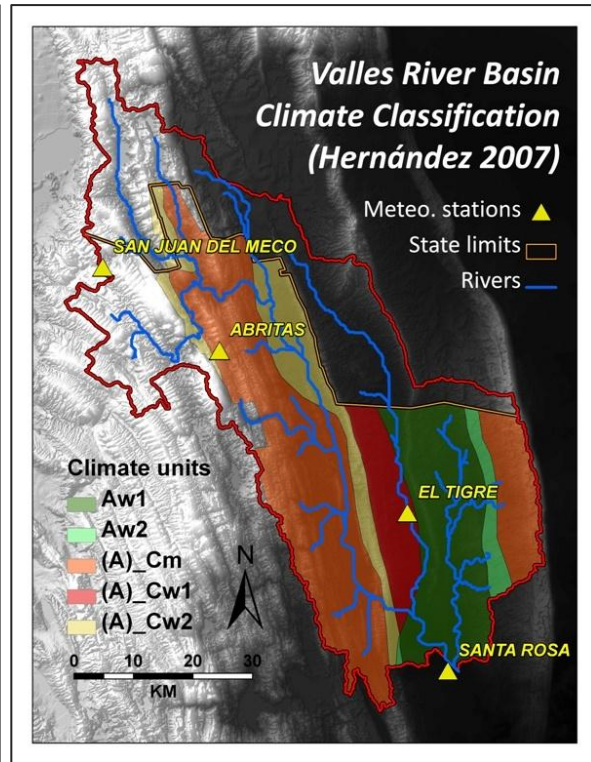 Valles River Basin
Climate Classification
(Hernández 2007)
Meteo. stations
State limits
Rivers
SAN JUAN DEL MECO
ABRITAS
EL TIGRE
SANTA ROSA
Climate units
Aw1
Aw2
(A)_Cm
(A)_Cw1
(A)_Cw2
N
0 10 20 30
KM